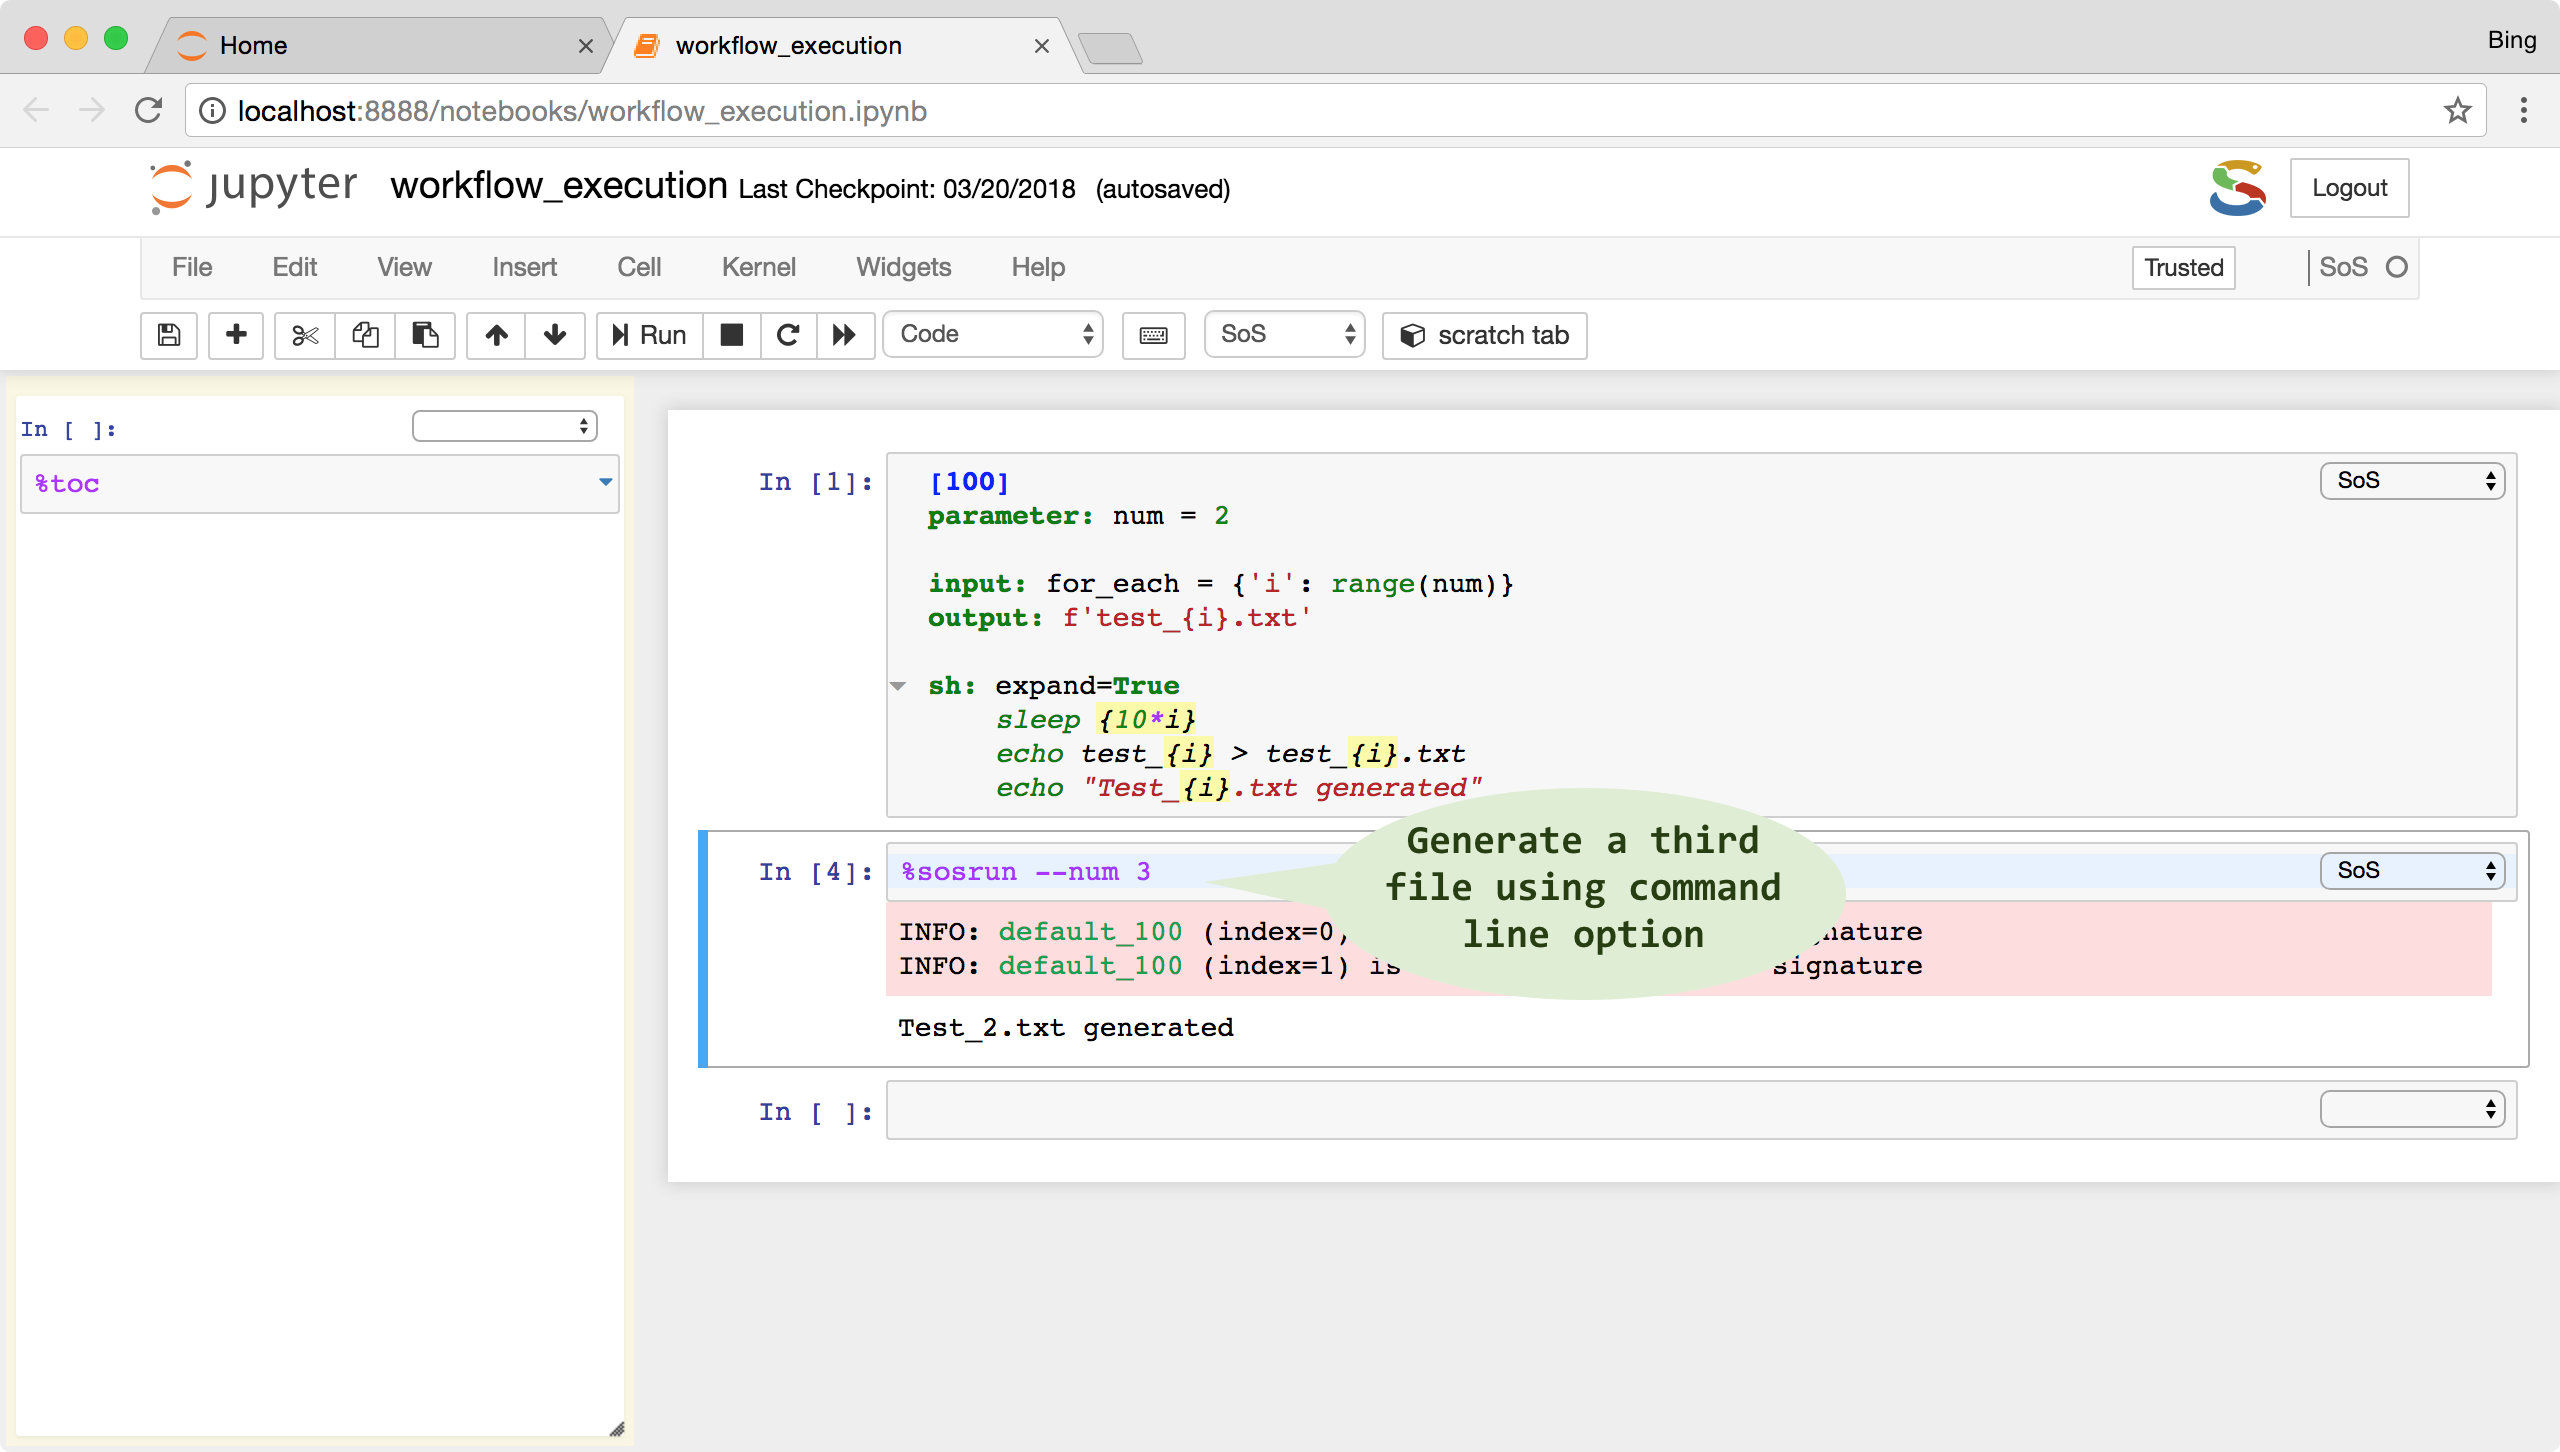 Home
workflow_execution
Bing
localhost:8888/notebooks/workflow_execution.ipynb
jupyter workflow_execution Last Checkpoint: 03/20/2018 (autosaved)
Logout
File Edit View Insert Cell Kernel Widgets Help
Trusted
SoS
Run
Code
SoS
scratch tab
In [ ]:
%toc
In [1]:
[100]
SoS
parameter: num = 2
input: for_each = {'i': range(num)}
output: f'test_{i}.txt'
sh: expand=True
sleep {10*i}
echo test_{i} > test_{i}.txt
echo "Test_{i}.txt generated"
In [4]:
%sosrun --num 3
SoS
Generate a third
file using command
line option
INFO: default_100 (index=0)
INFO: default_100 (index=1) is signature
Test_2.txt generated
In [ ]: